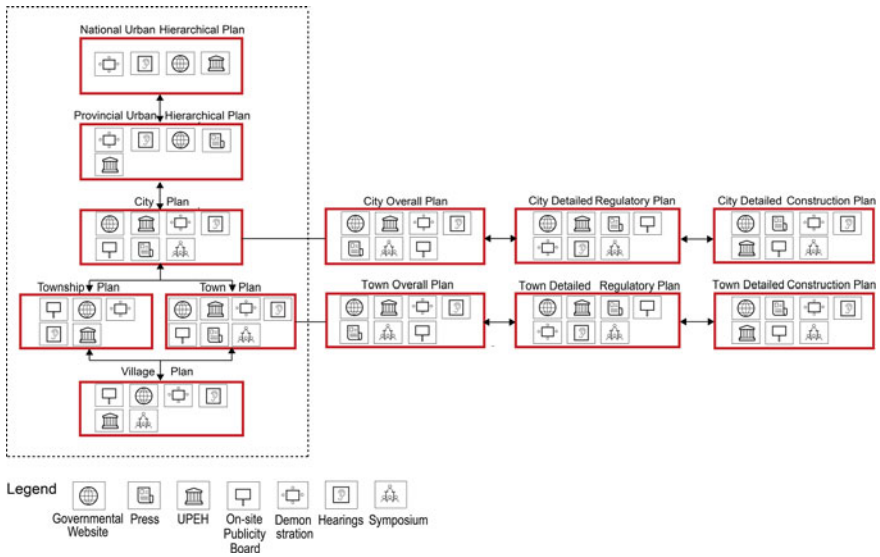 National Urban Hierarchical Plan
Provincial Urban Hierarchical Plan
City Plan
City Overall Plan
City Detailed Regulatory Plan
City Detailed Construction Plan
Township Plan
Town Plan
Town Overall Plan
Town Detailed Regulatory Plan
Town Detailed Construction Plan
Village Plan
Legend
Governmental
Website
Press
UPEH
On-site
Publicity
Board
Demon
stration
Hearings
Symposium